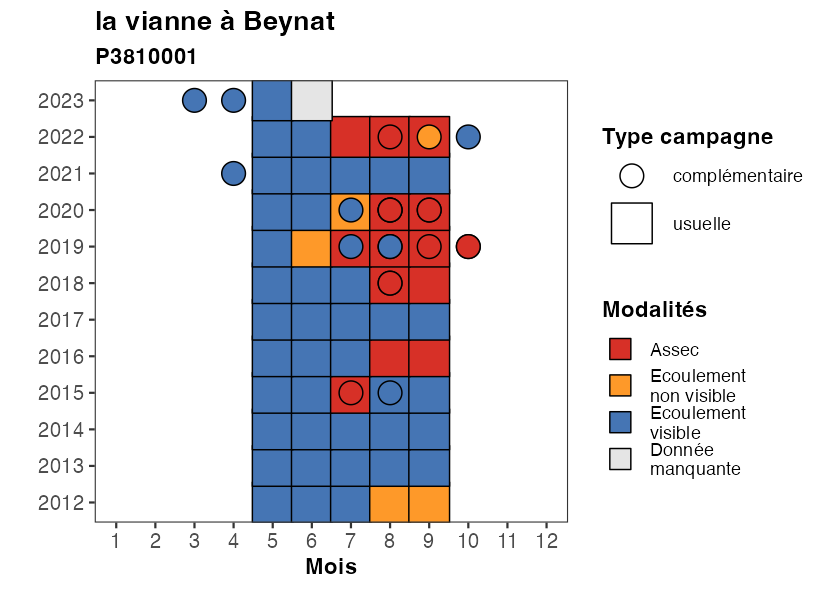 la vianne à Beynat
P3810001
2023
2022
2021
2020
2019
2018
2017
2016
2015
2014
2013
2012
1 2 3 4 5 6 7 8 9 10 11 12
Mois
Type campagne
complémentaire
usuelle
Modalités
Assec
Ecoulement
non visible
Ecoulement
visible
Donnée
manquante